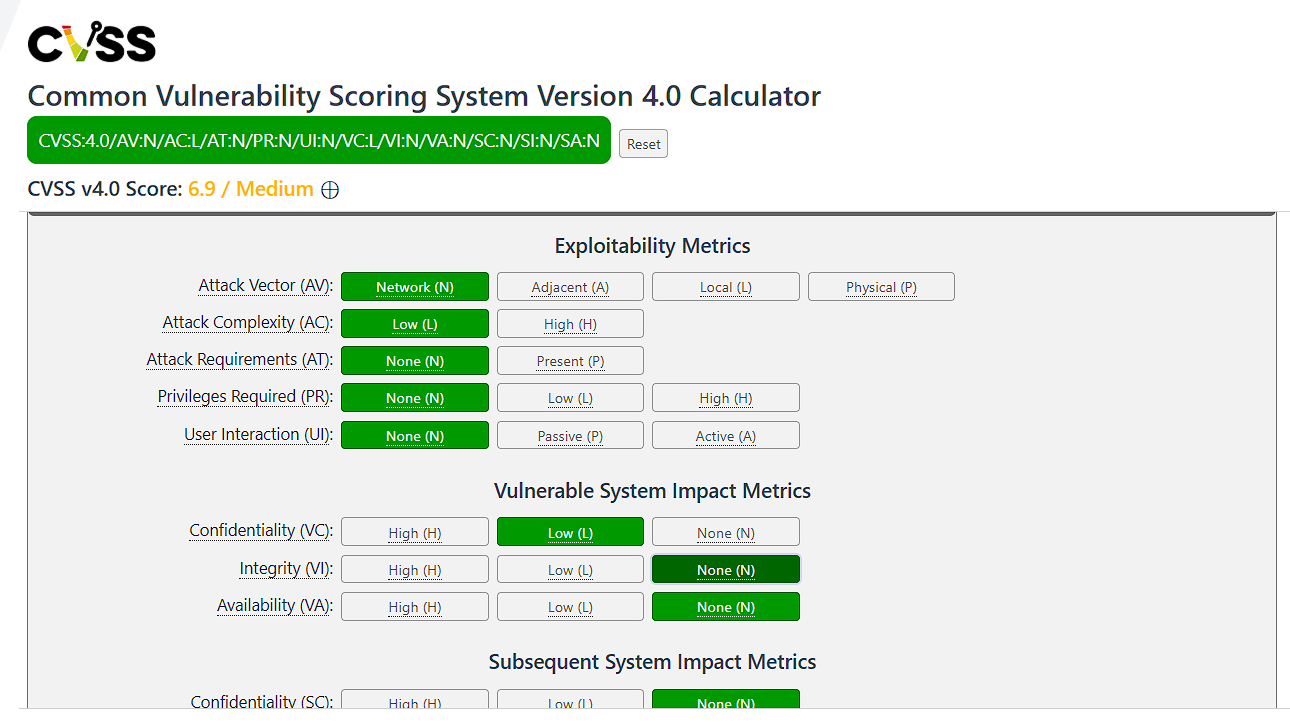 CVSS
Common Vulnerability Scoring System Version 4.0 Calculator
CVSS:4.0/AV:N/AC:L/AT:N/PR:N/UI:N/VC:L/VI:N/VA:N/SC:N/SI:N/SA:N Reset
CVSS v4.0 Score: 6.9 / Medium
Exploitability Metrics
Attack Vector (AV): Network (N) Adjacent (A) Local (L) Physical (P)
Attack Complexity (AC): Low (L) High (H)
Attack Requirements (AT): None (N) Present (P)
Privileges Required (PR): None (N) Low (L) High (H)
User Interaction (UI): None (N) Passive (P) Active (A)
Vulnerable System Impact Metrics
Confidentiality (VC): High (H) Low (L) None (N)
Integrity (VI): High (H) Low (L) None (N)
Availability (VA): High (H) Low (L) None (N)
Subsequent System Impact Metrics
Confidentiality (SC): High (H) Low (L) None (N)